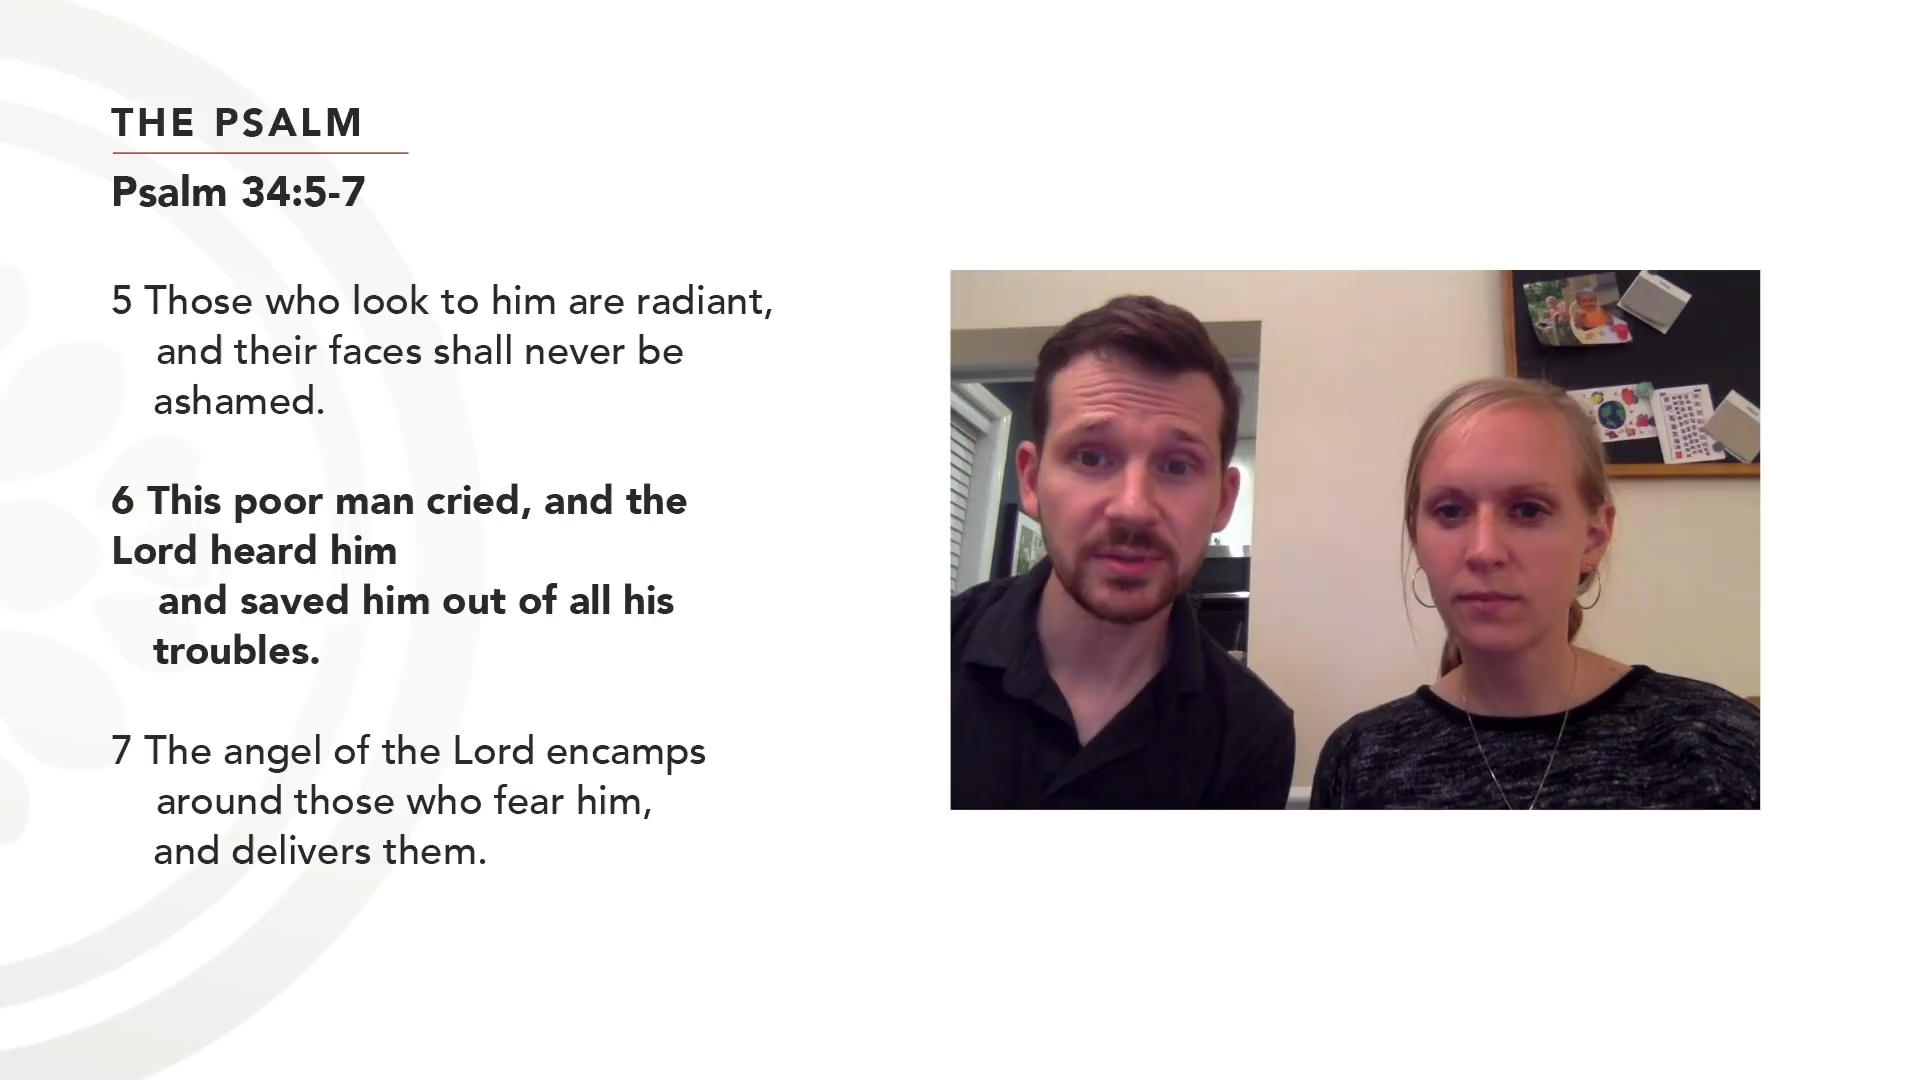 THE PSALM
Psalm 34:5-7
5 Those who look to him are radiant,
and their faces shall never be
ashamed.
6 This poor man cried, and the
Lord heard him
and saved him out of all his
troubles.
7 The angel of the Lord encamps
around those who fear him,
and delivers them.